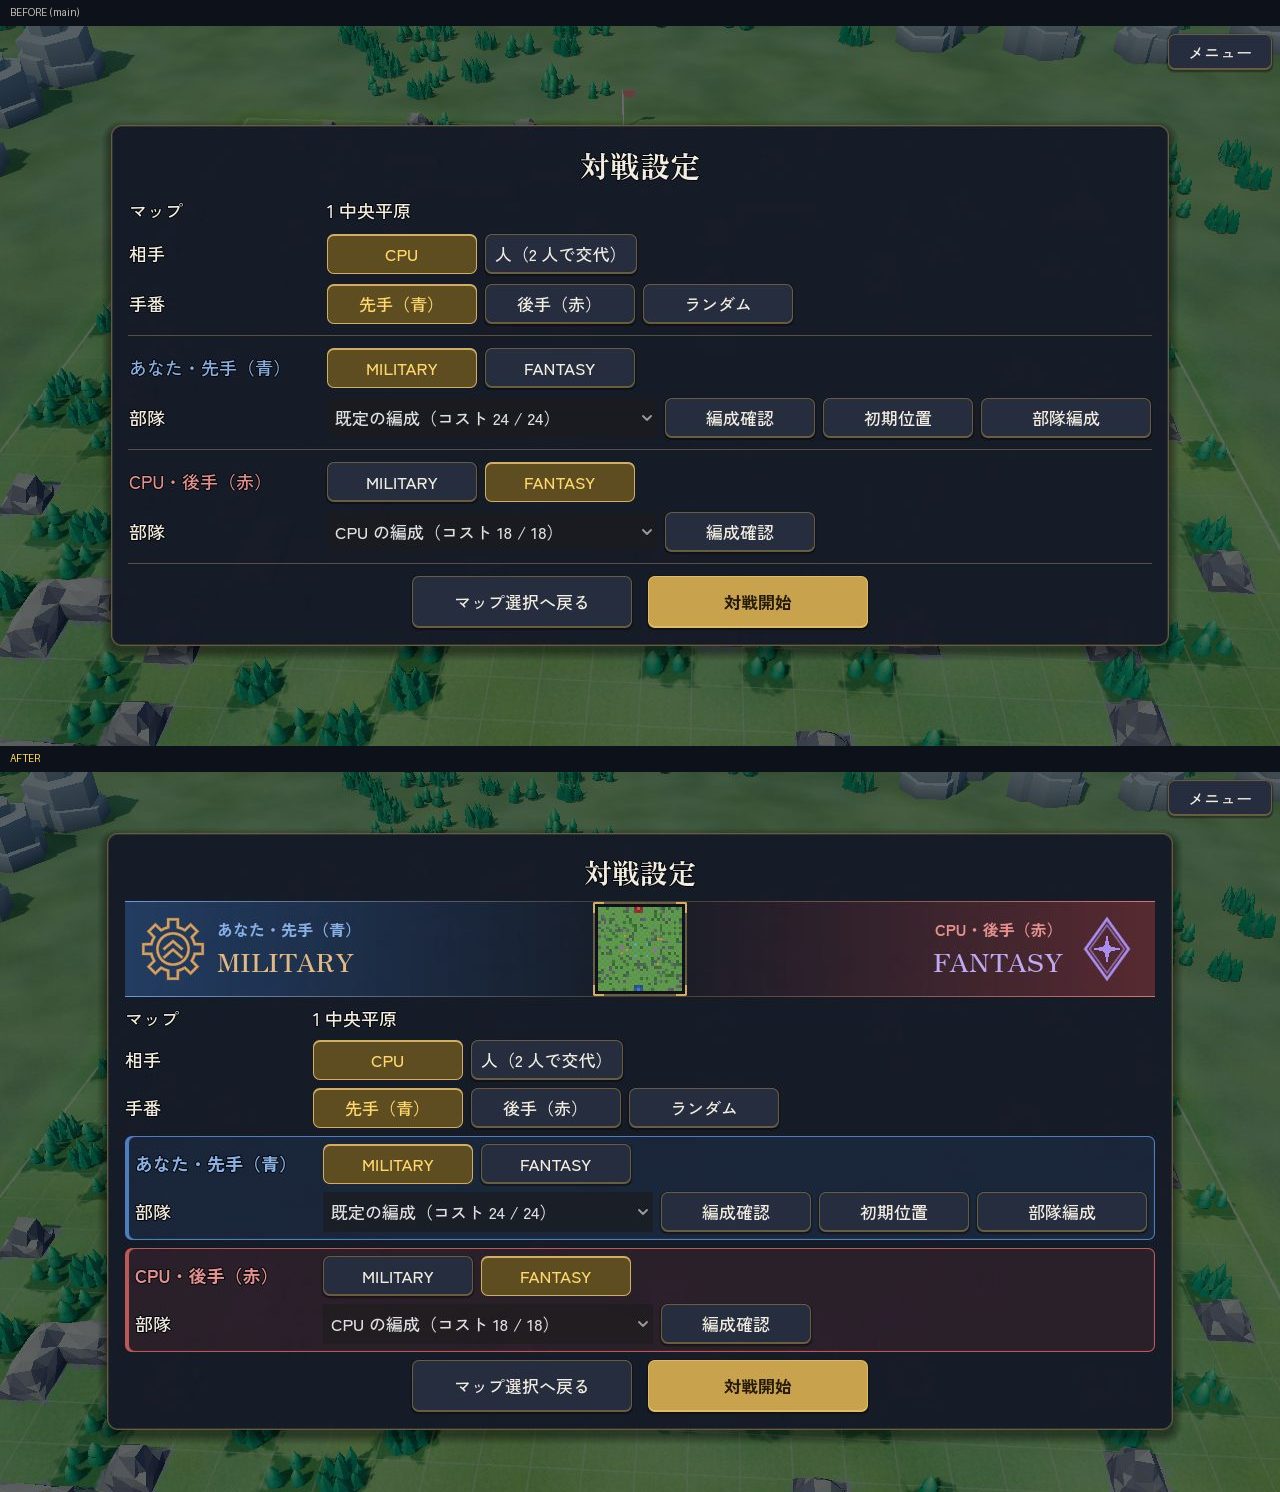 BEFORE (main)
メニュー
対戦設定
マップ 1 中央平原
相手 CPU 人（2 人で交代）
手番 先手（青） 後手（赤） ランダム
あなた・先手（青） MILITARY FANTASY
部隊 既定の編成（コスト 24 / 24） 編成確認 初期位置 部隊編成
CPU・後手（赤） MILITARY FANTASY
部隊 CPU の編成（コスト 18 / 18） 編成確認
マップ選択へ戻る 対戦開始
AFTER
メニュー
対戦設定
あなた・先手（青） CPU・後手（赤）
MILITARY FANTASY
マップ 1 中央平原
相手 CPU 人（2 人で交代）
手番 先手（青） 後手（赤） ランダム
あなた・先手（青） MILITARY FANTASY
部隊 既定の編成（コスト 24 / 24） 編成確認 初期位置 部隊編成
CPU・後手（赤） MILITARY FANTASY
部隊 CPU の編成（コスト 18 / 18） 編成確認
マップ選択へ戻る 対戦開始